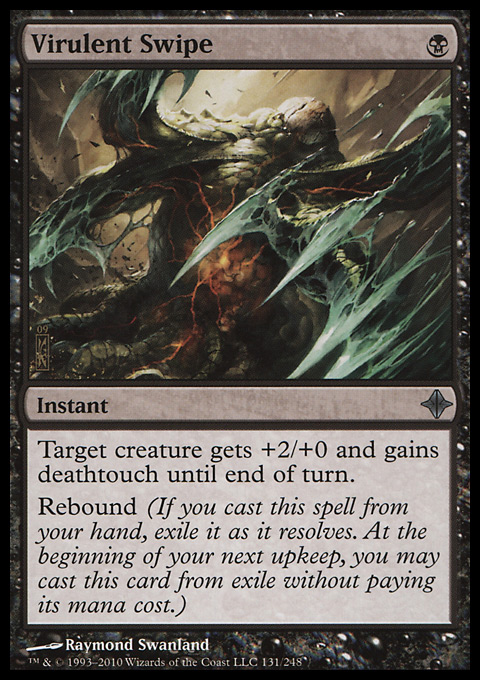 Virulent Swipe
09
Instant
Target creature gets +2/+0 and gains
deathtouch until end of turn.
Rebound (If you cast this spell from
your hand, exile it as it resolves. At the
beginning of your next upkeep, you may
cast this card from exile without paying
its mana cost.)
Raymond Swanland
™ & © 1993–2010 Wizards of the Coast LLC 131/248